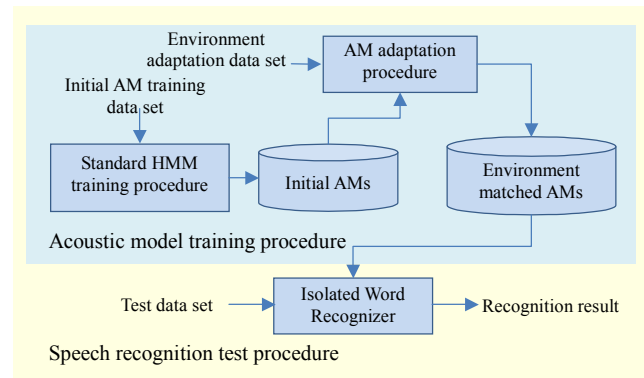 Environment
adaptation data set
AM adaptation
procedure
Initial AM training
data set
Standard HMM
training procedure
Initial AMs
Environment
matched AMs
Acoustic model training procedure
Test data set
Isolated Word
Recognizer
Recognition result
Speech recognition test procedure